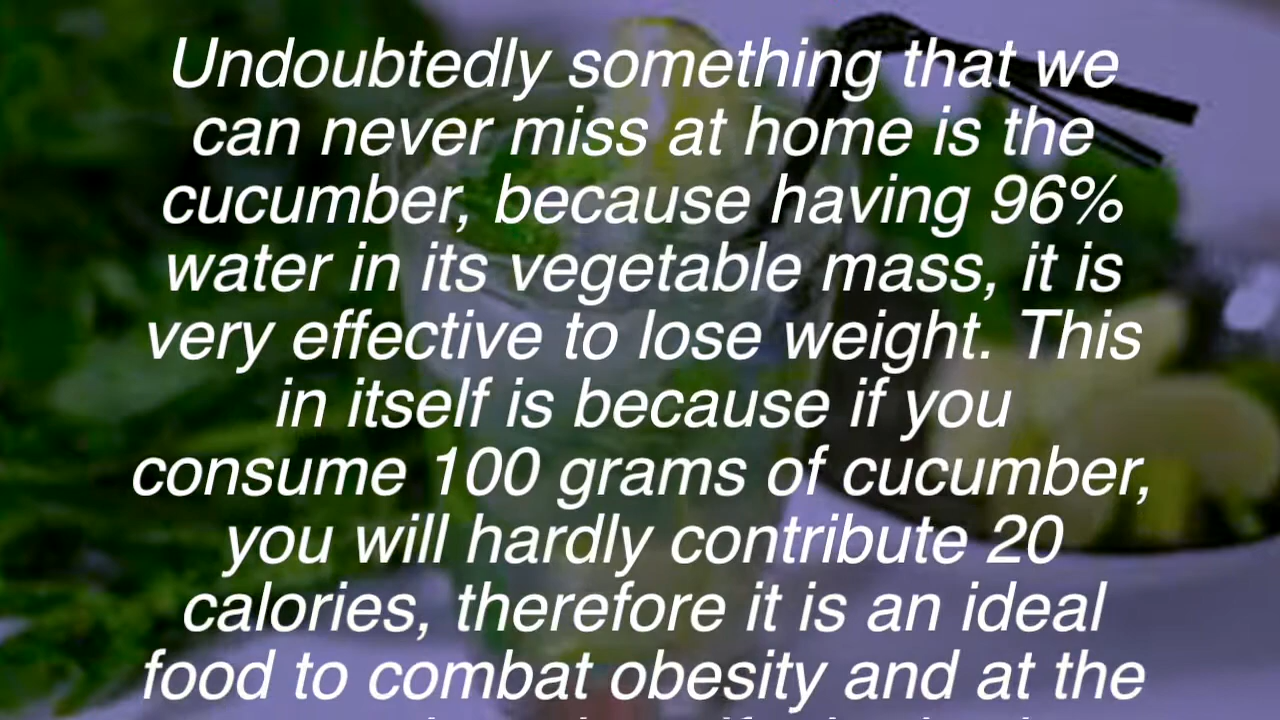 Undoubtedly something that we
can never miss at home is the
cucumber, because having 96%
water in its vegetable mass, it is
very effective to lose weight. This
in itself is because if you
consume 100 grams of cucumber,
you will hardly contribute 20
calories, therefore it is an ideal
food to combat obesity and at the